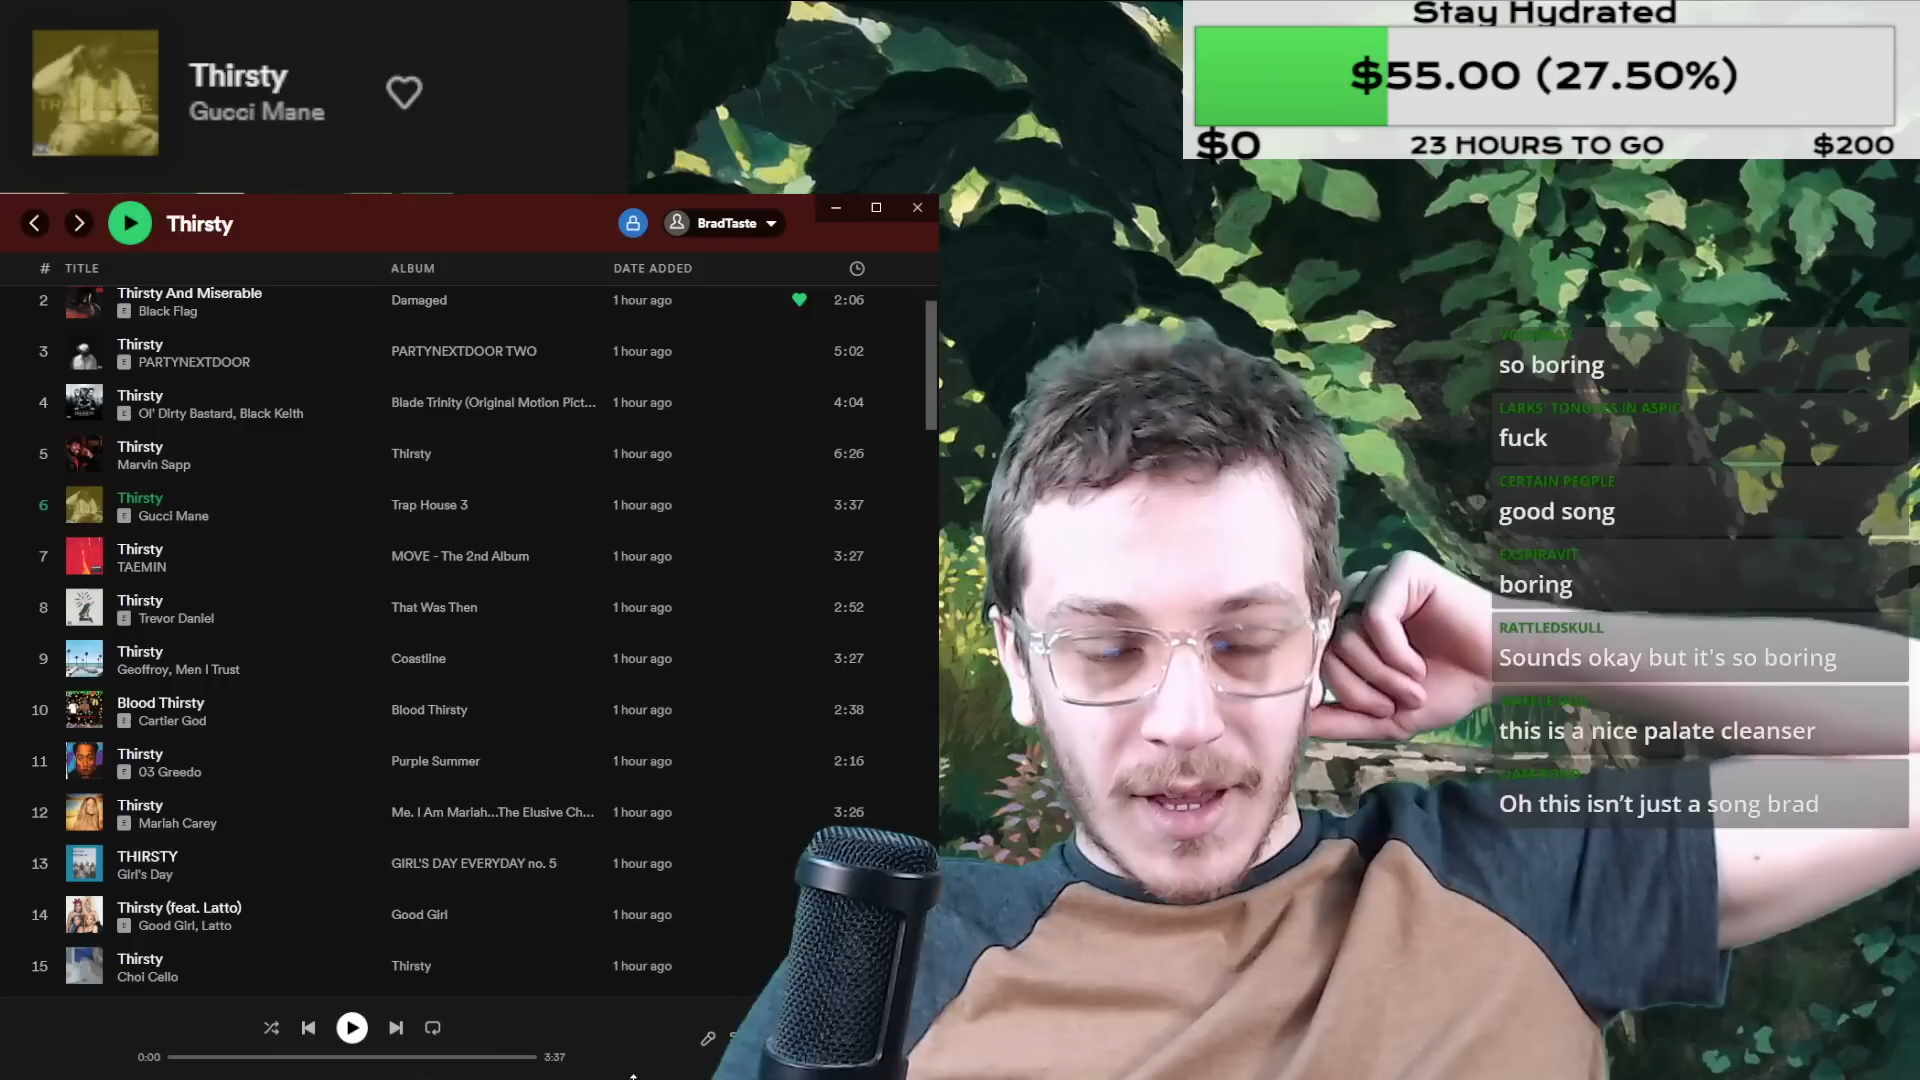 Thirsty
Gucci Mane
TRAP HOUSE
Stay Hydrated
$55.00 (27.50%)
$0
23 HOURS TO GO
$200
Thirsty
BradTaste
# TITLE ALBUM DATE ADDED
2 Thirsty And Miserable Damaged 1 hour ago 2:06
E Black Flag
3 Thirsty PARTYNEXTDOOR TWO 1 hour ago 5:02
E PARTYNEXTDOOR
4 Thirsty Blade Trinity (Original Motion Pict... 1 hour ago 4:04
E Ol' Dirty Bastard, Black Keith
5 Thirsty Thirsty 1 hour ago 6:26
Marvin Sapp
6 Thirsty Trap House 3 1 hour ago 3:37
E Gucci Mane
7 Thirsty MOVE - The 2nd Album 1 hour ago 3:27
TAEMIN
8 Thirsty That Was Then 1 hour ago 2:52
E Trevor Daniel
9 Thirsty Coastline 1 hour ago 3:27
Geoffroy, Men I Trust
10 Blood Thirsty Blood Thirsty 1 hour ago 2:38
E Cartier God
11 Thirsty Purple Summer 1 hour ago 2:16
E 03 Greedo
12 Thirsty Me. I Am Mariah...The Elusive Ch... 1 hour ago 3:26
E Mariah Carey
13 THIRSTY GIRL'S DAY EVERYDAY no. 5 1 hour ago
Girl's Day
14 Thirsty (feat. Latto) Good Girl 1 hour ago
E Good Girl, Latto
15 Thirsty Thirsty 1 hour ago
Choi Cello
0:00 3:37
so boring
LARKS' TONGUES IN ASPIC
fuck
CERTAIN PEOPLE
good song
EXSPIRAVIT
boring
RATTLEDSKULL
Sounds okay but it's so boring
this is a nice palate cleanser
Oh this isn't just a song brad